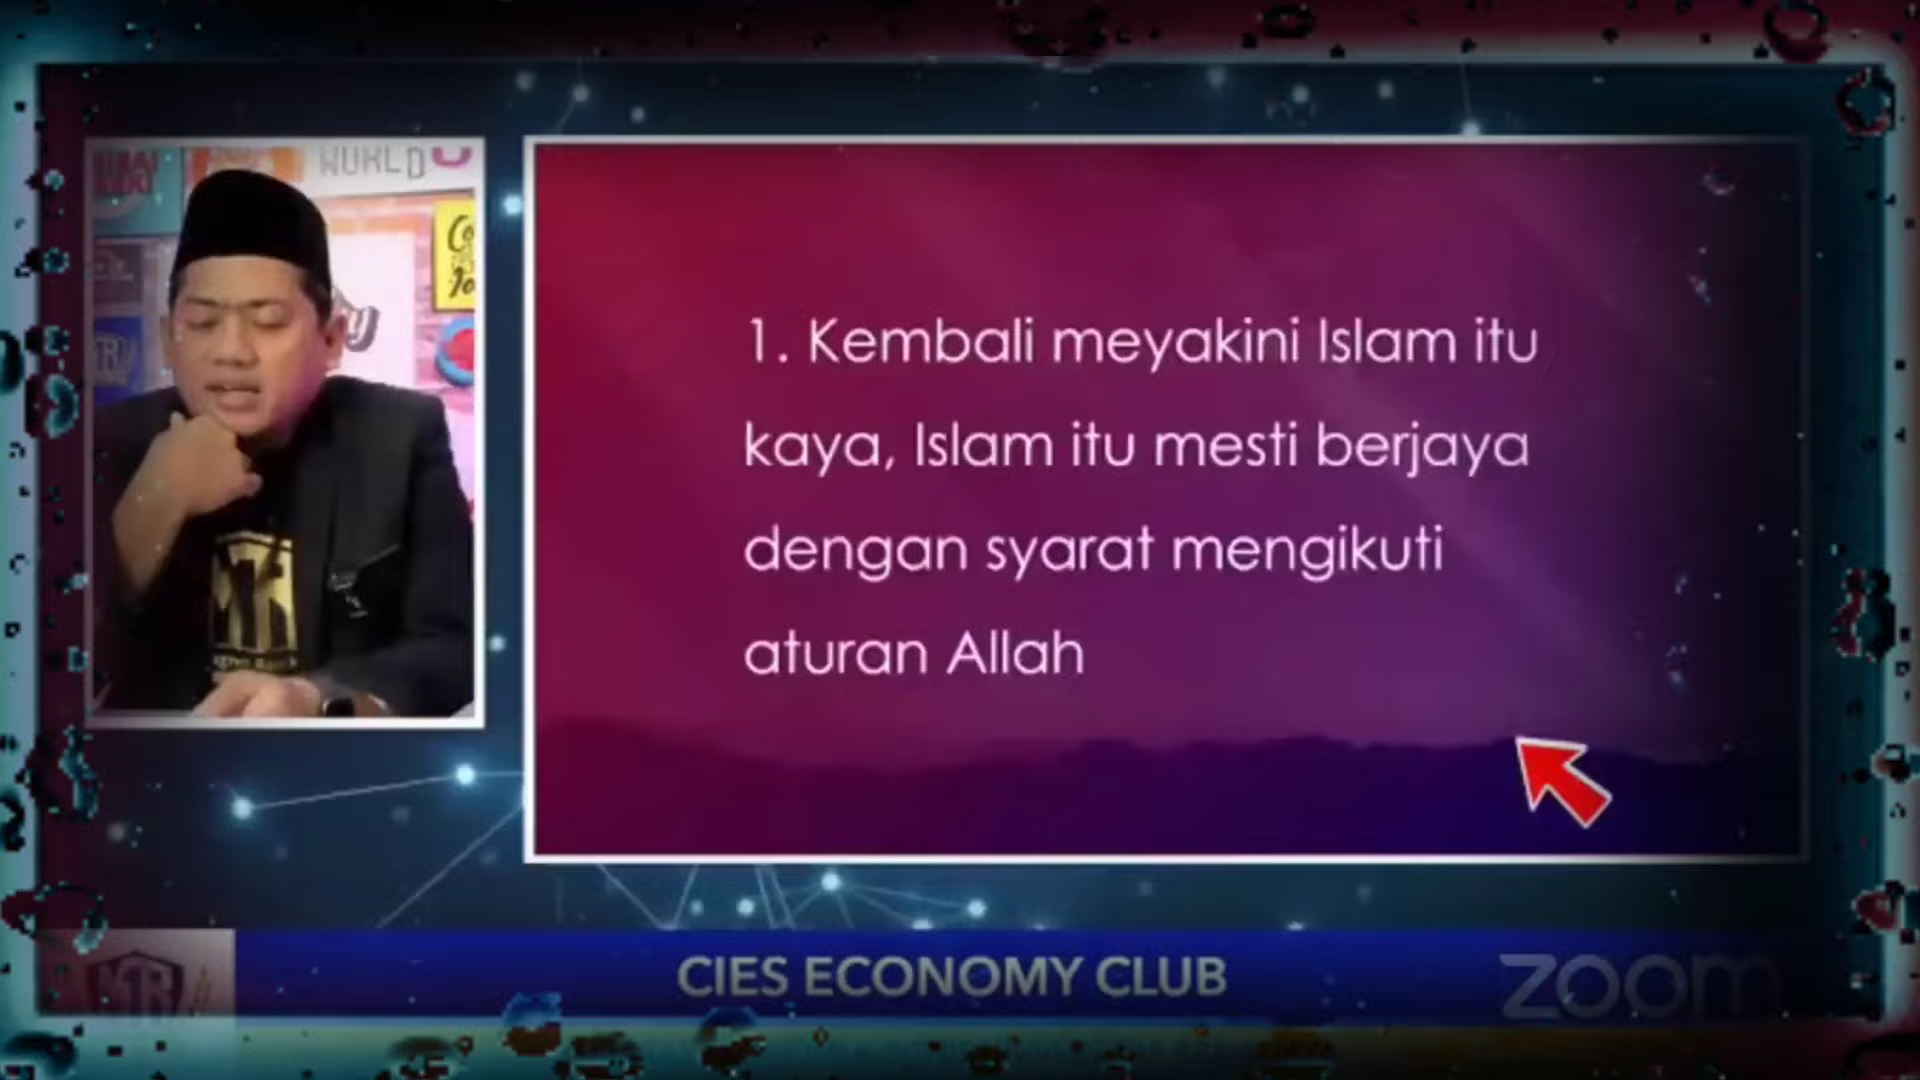 WORLD
1. Kembali meyakini Islam itu
kaya, Islam itu mesti berjaya
dengan syarat mengikuti
aturan Allah
CIES ECONOMY CLUB
zoom